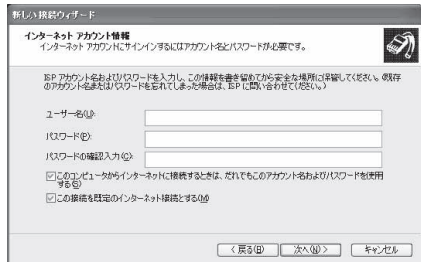 新しい接続ウィザード
インターネット アカウント情報
インターネット アカウントにサインインするにはアカウント名とパスワードが必要です。
ISP アカウント名およびパスワードを入力し、この情報を書き留めてから安全な場所に保管してください。(既存
のアカウント名またはパスワードを忘れてしまった場合は、ISP に問い合わせてください。)
ユーザー名(U):
パスワード(P):
パスワードの確認入力(C):
このコンピュータからインターネットに接続するときは、だれでもこのアカウント名およびパスワードを使用
する(S)
この接続を既定のインターネット接続とする(M)
< 戻る(B) 次へ(N) > キャンセル